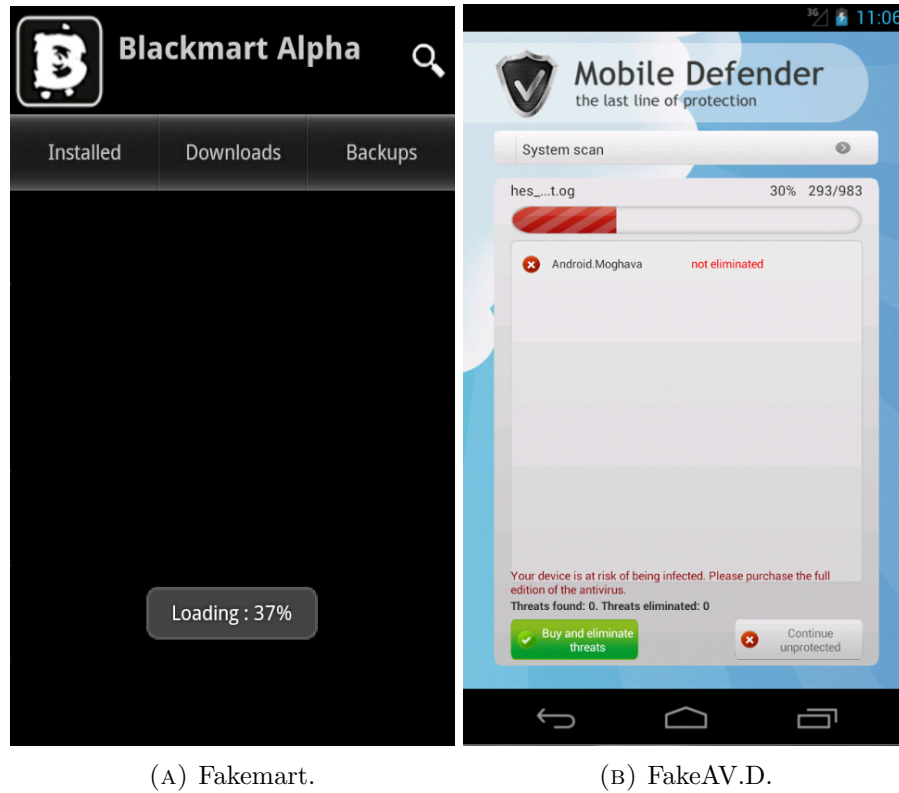 Blackmart Alpha
Installed Downloads Backups
Loading : 37%
3G 11:06
Mobile Defender
the last line of protection
System scan
hes_...t.og 30% 293/983
Android.Moghava not eliminated
Your device is at risk of being infected. Please purchase the full
edition of the antivirus.
Threats found: 0. Threats eliminated: 0
Buy and eliminate
threats
Continue
unprotected
(A) Fakemart.
(B) FakeAV.D.